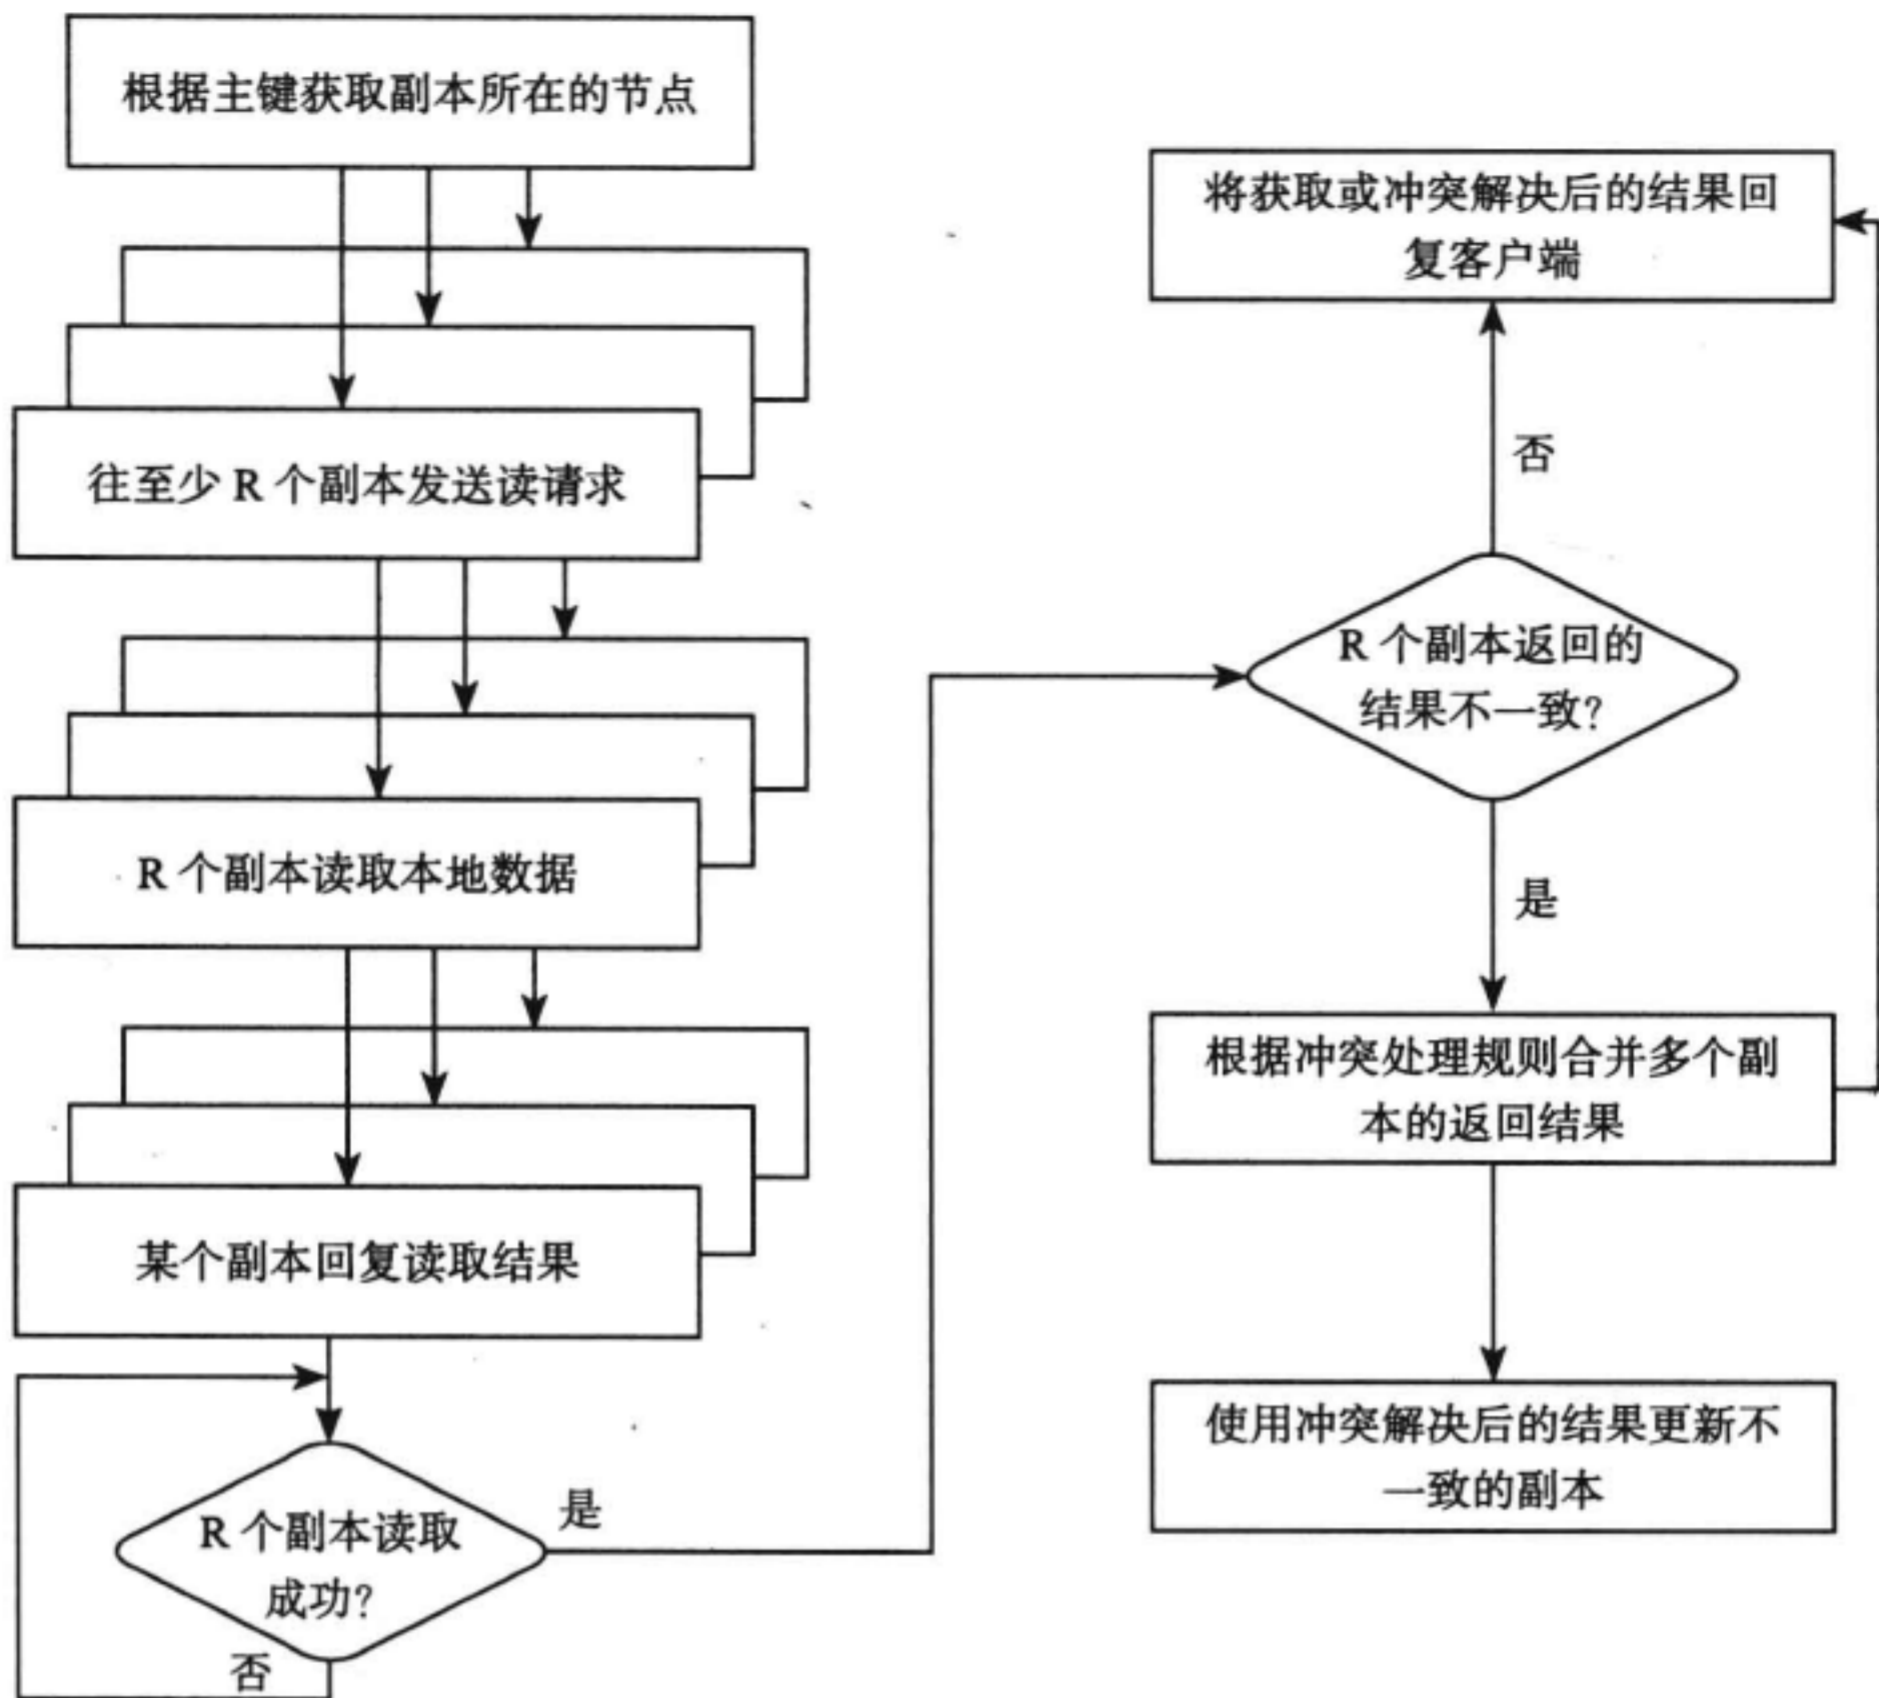 根据主键获取副本所在的节点
往至少 R 个副本发送读请求
R 个副本读取本地数据
某个副本回复读取结果
R 个副本读取
成功?
是
否
将获取或冲突解决后的结果回
复客户端
否
R 个副本返回的
结果不一致?
是
根据冲突处理规则合并多个副
本的返回结果
使用冲突解决后的结果更新不
一致的副本